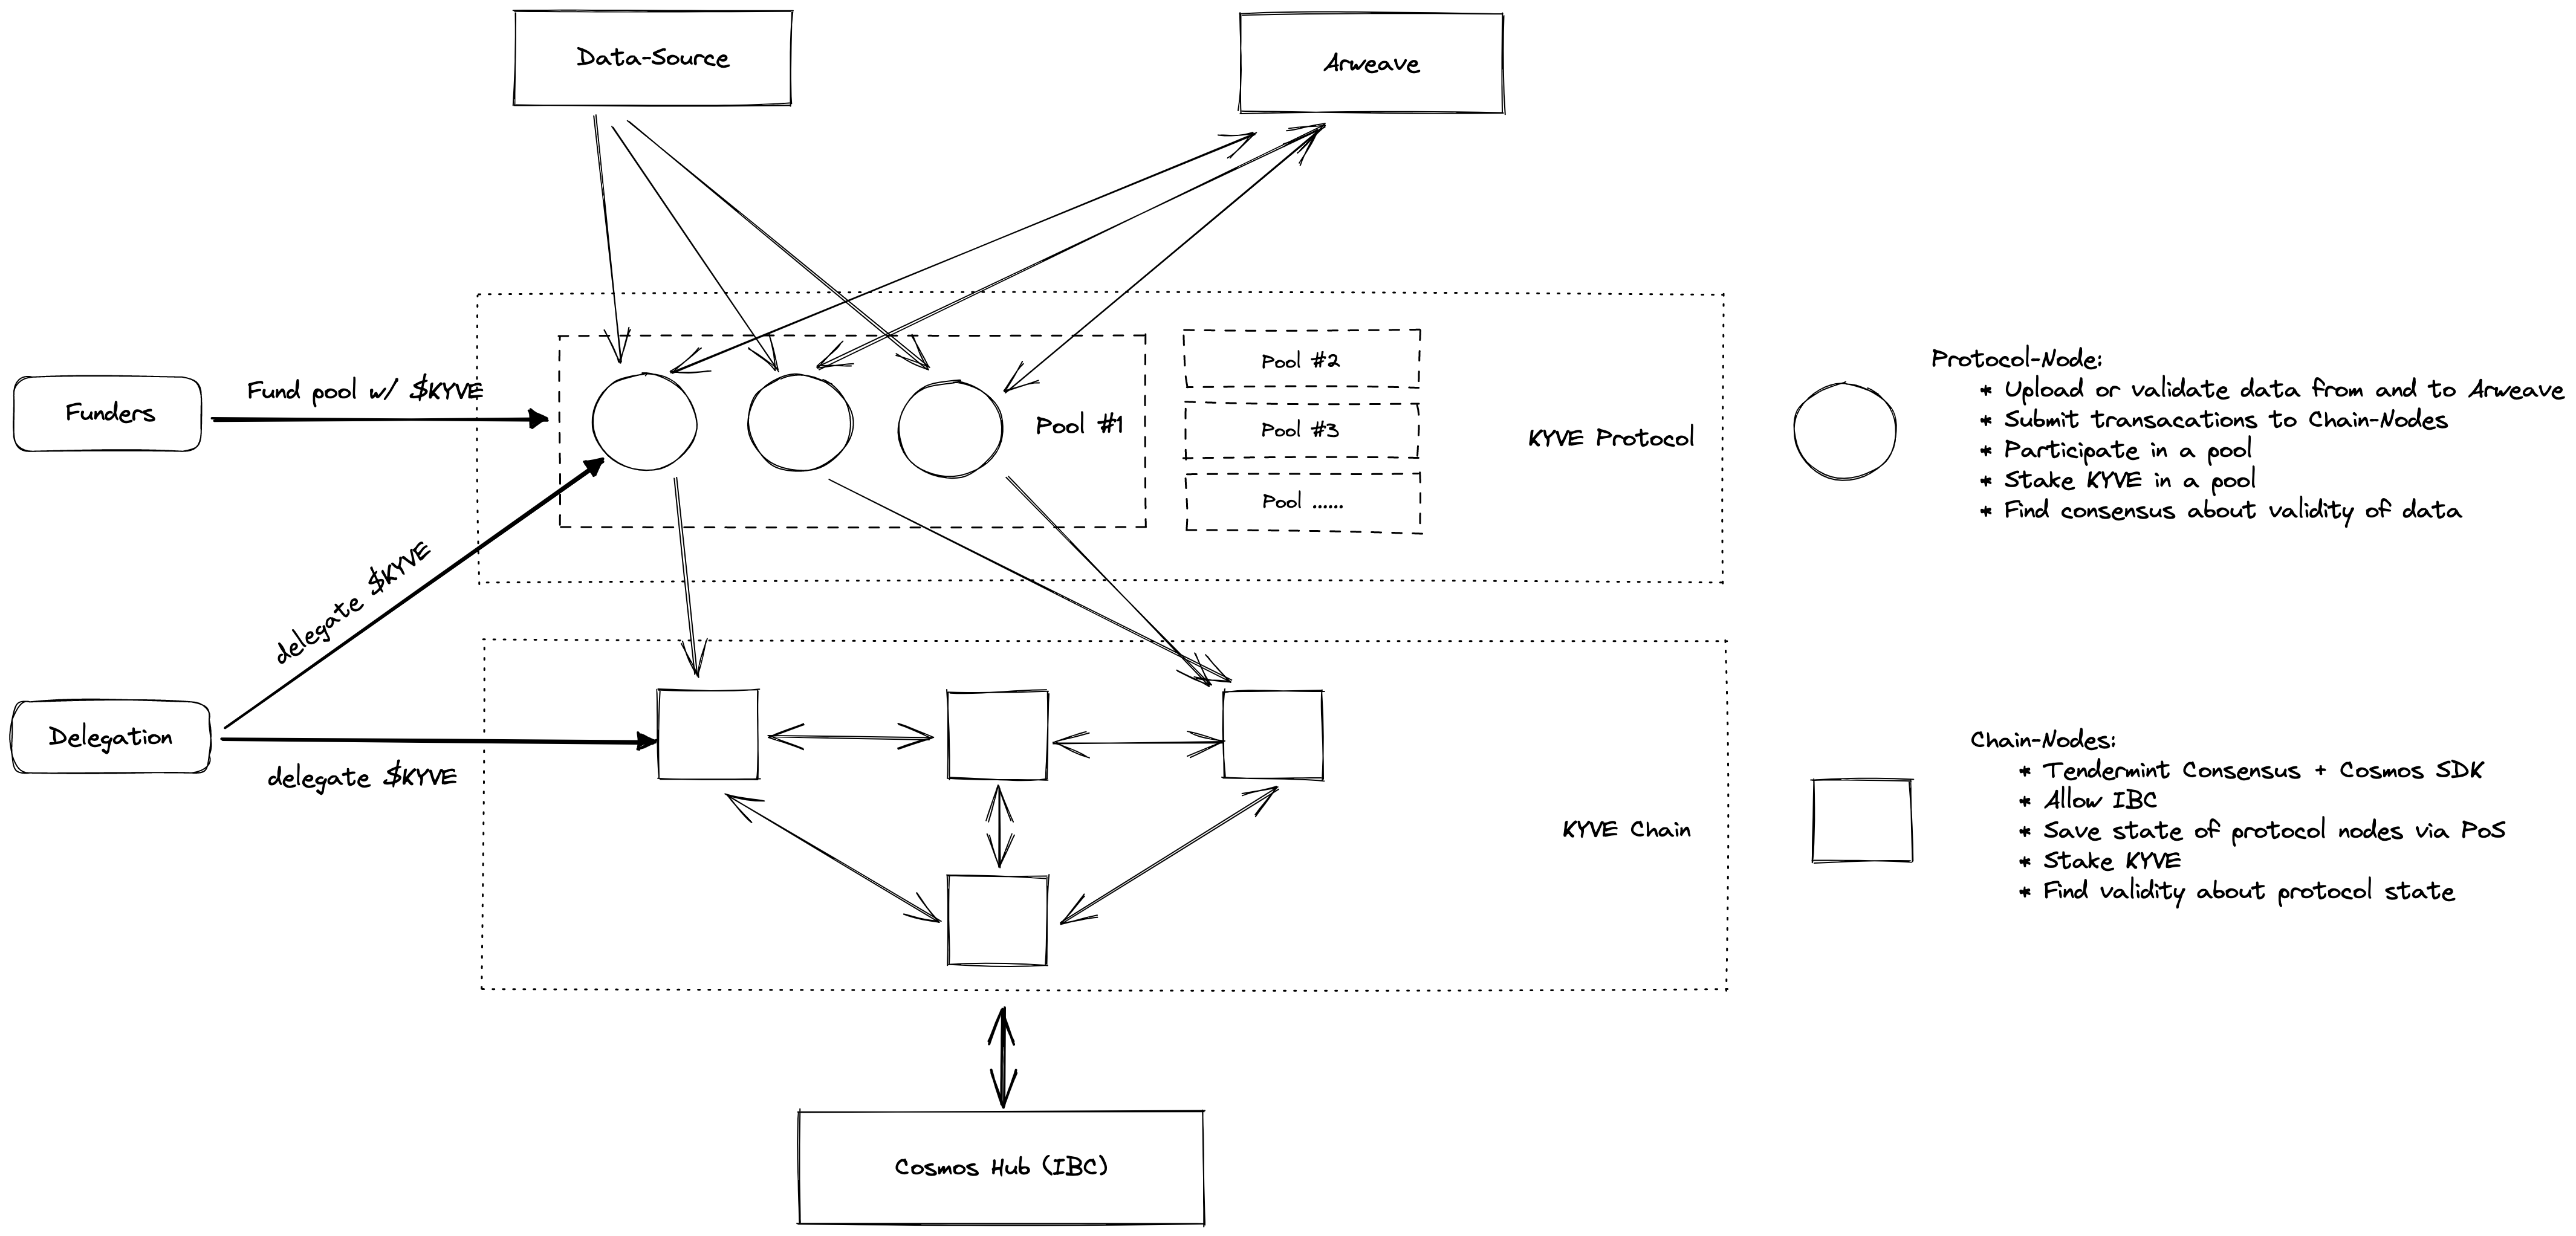 Data-Source
Arweave
Funders
Fund pool w/ $KYVE
Pool #1
Pool #2
Pool #3
Pool ......
KYVE Protocol
Protocol-Node:
* Upload or validate data from and to Arweave
* Submit transacations to Chain-Nodes
* Participate in a pool
* Stake KYVE in a pool
* Find consensus about validity of data
delegate $KYVE
Delegation
delegate $KYVE
KYVE Chain
Chain-Nodes:
* Tendermint Consensus + Cosmos SDK
* Allow IBC
* Save state of protocol nodes via PoS
* Stake KYVE
* Find validity about protocol state
Cosmos Hub (IBC)